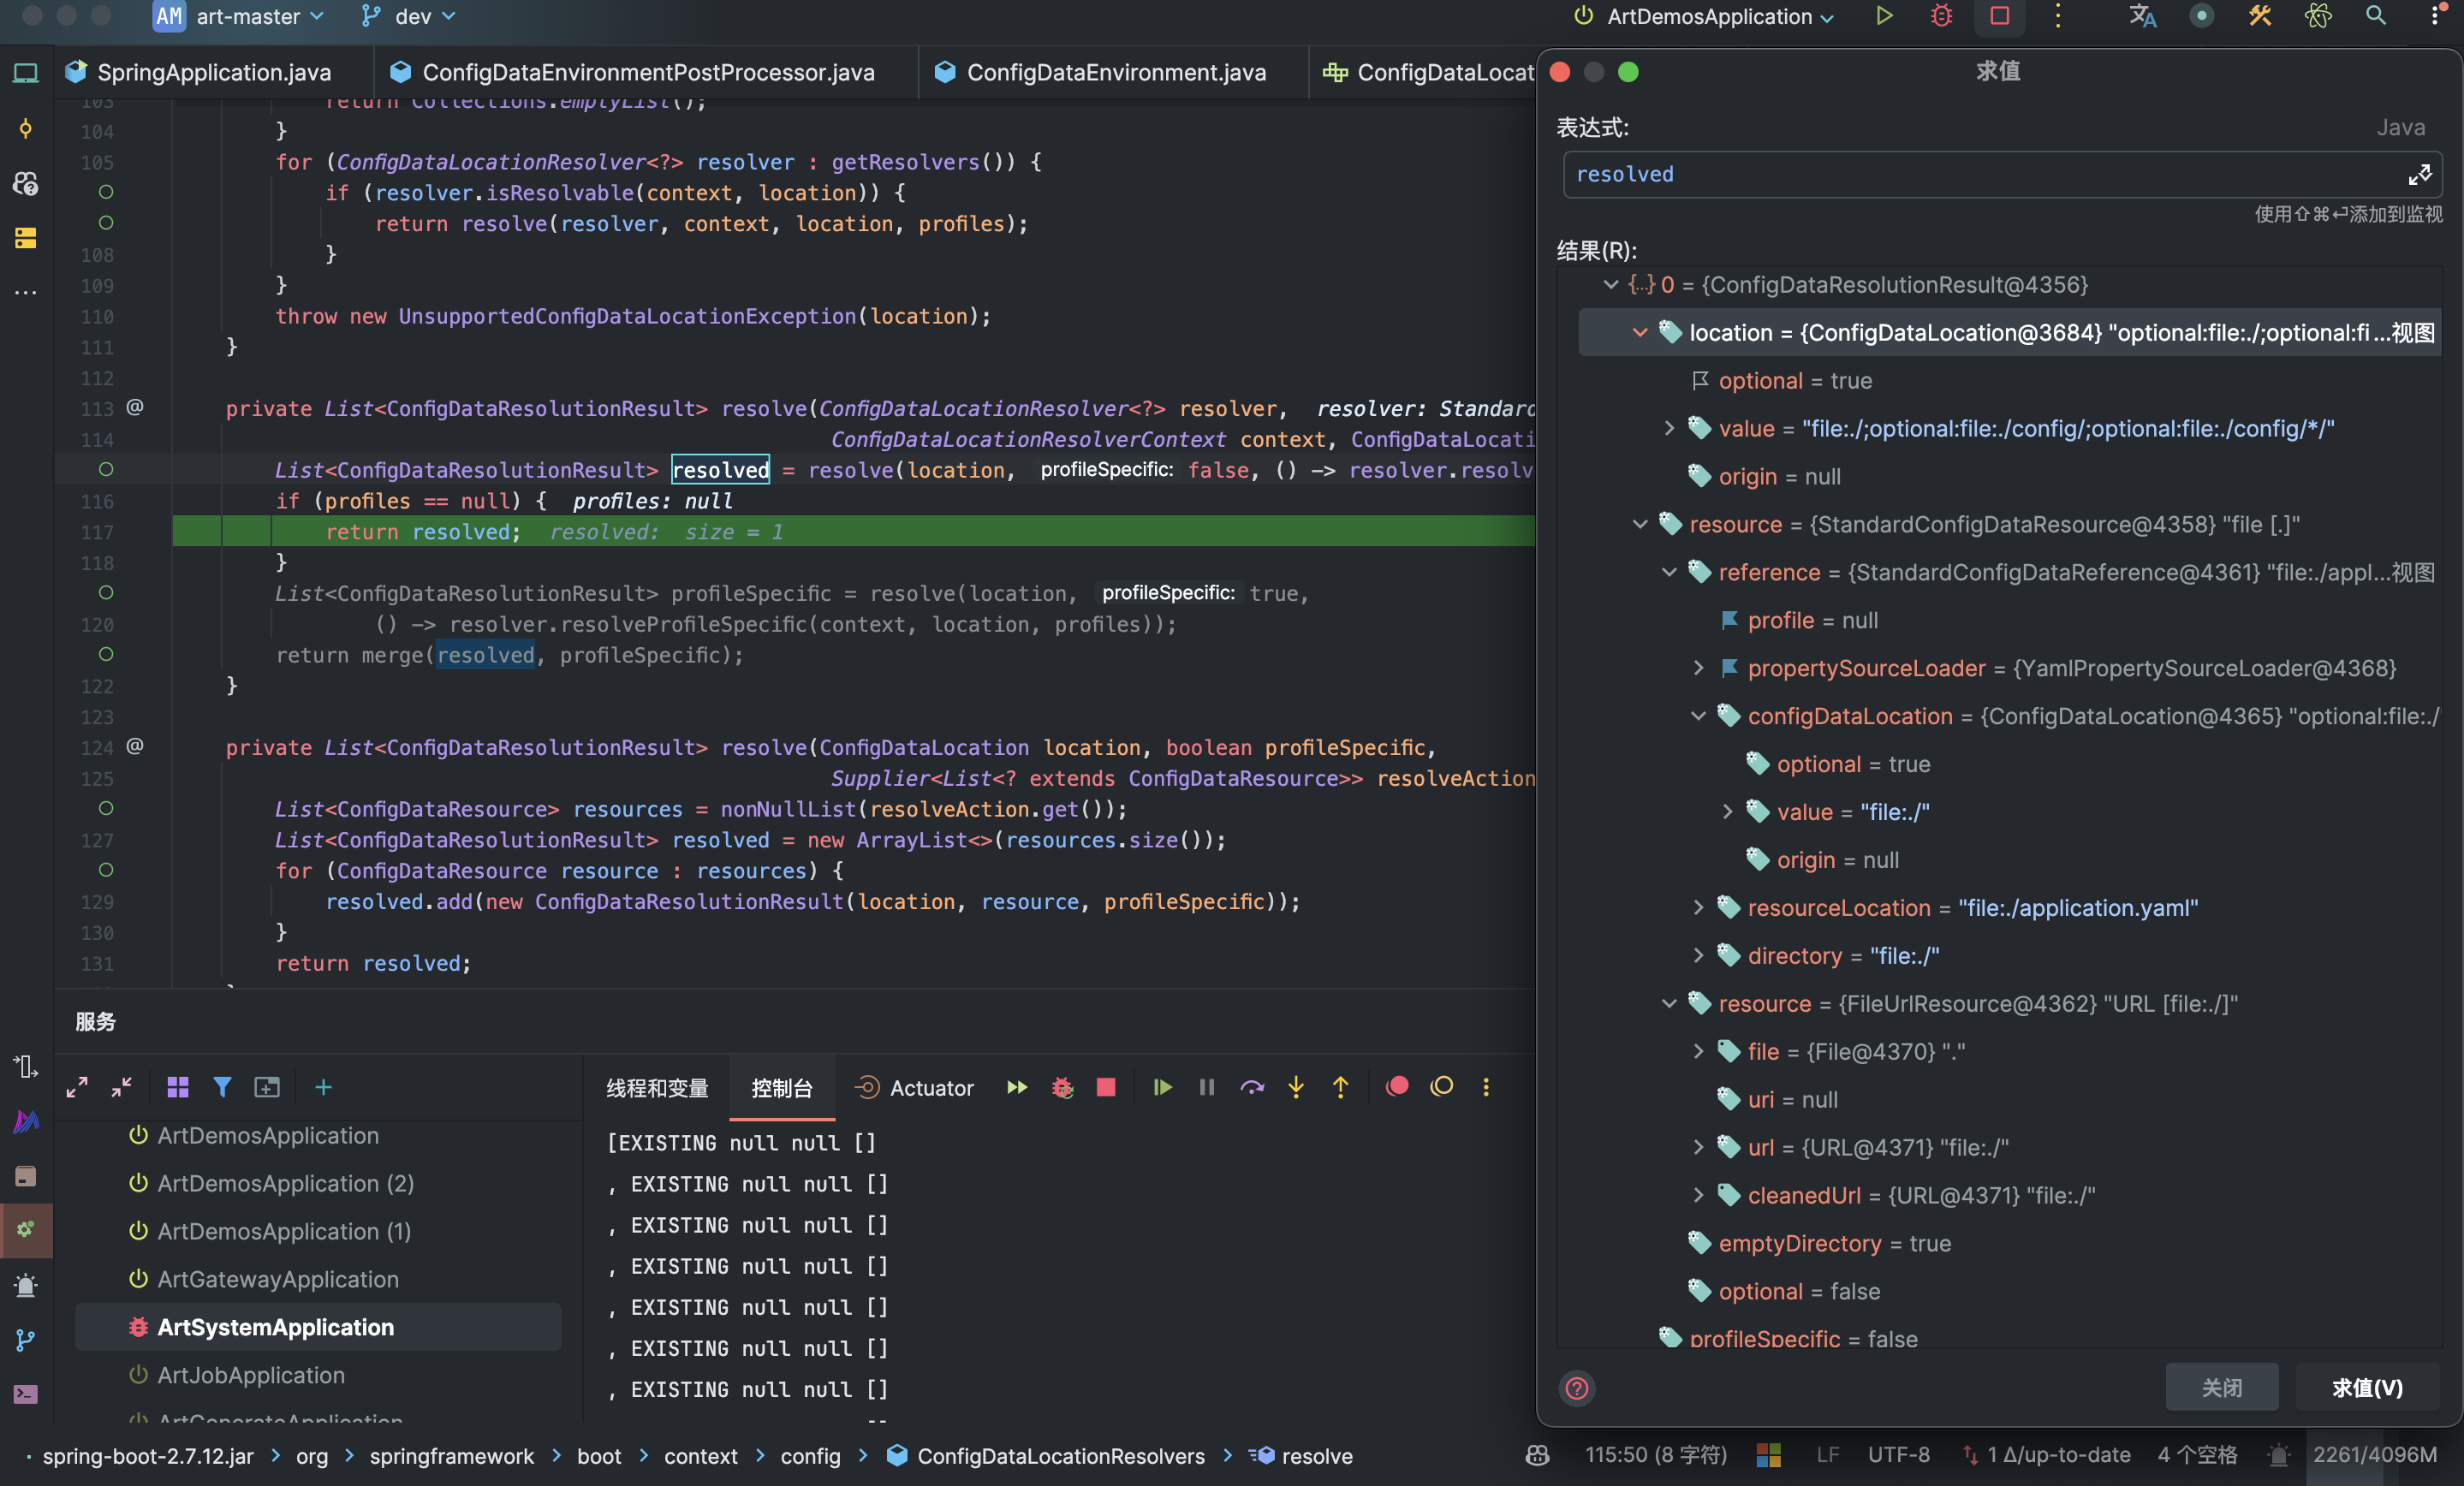 AM art-master dev ArtDemosApplication
SpringApplication.java ConfigDataEnvironmentPostProcessor.java ConfigDataEnvironment.java ConfigDataLocat
103 return Collections.emptyList();
104 }
105 for (ConfigDataLocationResolver<?> resolver : getResolvers()) {
if (resolver.isResolvable(context, location)) {
return resolve(resolver, context, location, profiles);
108 }
109 }
110 throw new UnsupportedConfigDataLocationException(location);
111 }
112
113 @ private List<ConfigDataResolutionResult> resolve(ConfigDataLocationResolver<?> resolver, resolver: Standard
114 ConfigDataLocationResolverContext context, ConfigDataLocati
List<ConfigDataResolutionResult> resolved = resolve(location, profileSpecific: false, () -> resolver.resolv
116 if (profiles == null) { profiles: null
117 return resolved; resolved: size = 1
118 }
List<ConfigDataResolutionResult> profileSpecific = resolve(location, profileSpecific: true,
120 () -> resolver.resolveProfileSpecific(context, location, profiles));
return merge(resolved, profileSpecific);
122 }
123
124 @ private List<ConfigDataResolutionResult> resolve(ConfigDataLocation location, boolean profileSpecific,
125 Supplier<List<? extends ConfigDataResource>> resolveAction
List<ConfigDataResource> resources = nonNullList(resolveAction.get());
127 List<ConfigDataResolutionResult> resolved = new ArrayList<>(resources.size());
for (ConfigDataResource resource : resources) {
129 resolved.add(new ConfigDataResolutionResult(location, resource, profileSpecific));
130 }
131 return resolved;
求值
表达式: Java
resolved
使用⇧⌘↩添加到监视
结果(R):
{...} 0 = {ConfigDataResolutionResult@4356}
location = {ConfigDataLocation@3684} "optional:file:./;optional:fi ...视图
optional = true
value = "file:./;optional:file:./config/;optional:file:./config/*/"
origin = null
resource = {StandardConfigDataResource@4358} "file [.]"
reference = {StandardConfigDataReference@4361} "file:./appl...视图
profile = null
propertySourceLoader = {YamlPropertySourceLoader@4368}
configDataLocation = {ConfigDataLocation@4365} "optional:file:./"
optional = true
value = "file:./"
origin = null
resourceLocation = "file:./application.yaml"
directory = "file:./"
resource = {FileUrlResource@4362} "URL [file:./]"
file = {File@4370} "."
uri = null
url = {URL@4371} "file:./"
cleanedUrl = {URL@4371} "file:./"
emptyDirectory = true
optional = false
profileSpecific = false
关闭 求值(V)
服务
线程和变量 控制台 Actuator
ArtDemosApplication
ArtDemosApplication (2)
ArtDemosApplication (1)
ArtGatewayApplication
ArtSystemApplication
ArtJobApplication
ArtGenerateApplication
[EXISTING null null []
, EXISTING null null []
, EXISTING null null []
, EXISTING null null []
, EXISTING null null []
, EXISTING null null []
, EXISTING null null []
spring-boot-2.7.12.jar > org > springframework > boot > context > config > ConfigDataLocationResolvers > resolve 115:50 (8 字符) LF UTF-8 1 Δ/up-to-date 4 个空格 2261/4096M